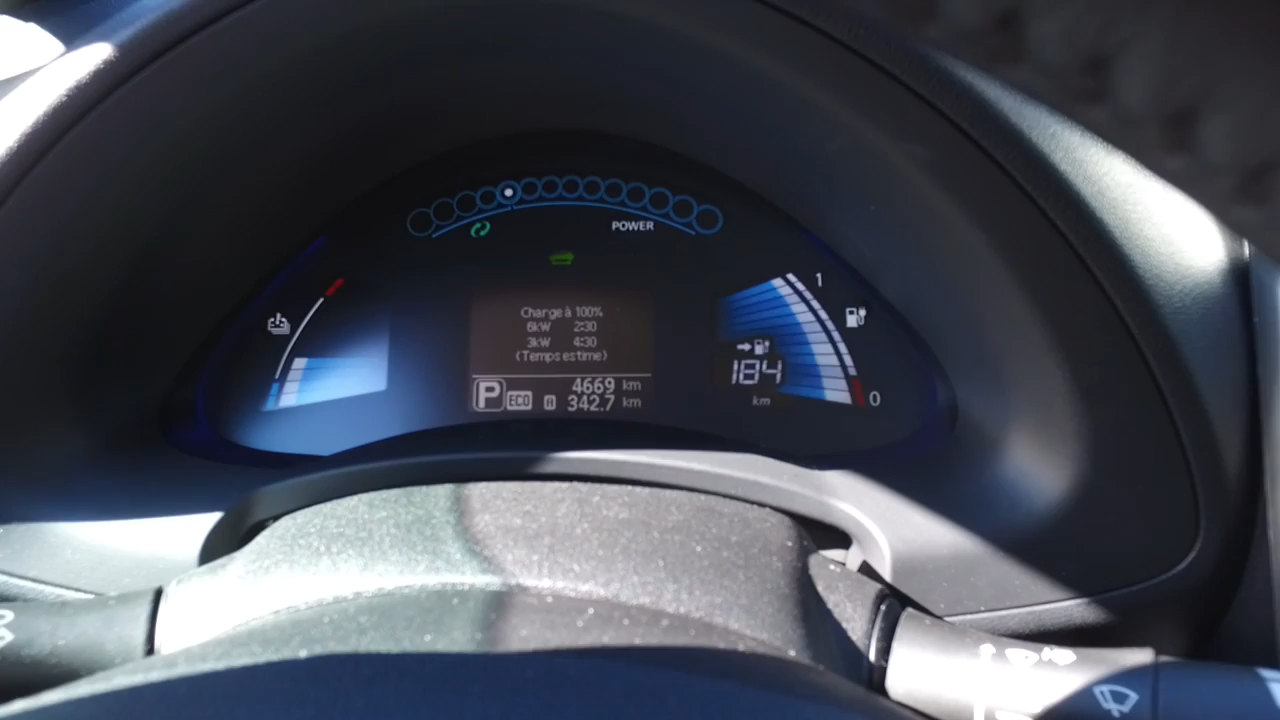 POWER
1
Charge à 100%
6kW 2:30
3kW 4:30
(Temps estime)
184
km
0
P ECO 4669 km
A 342.7 km